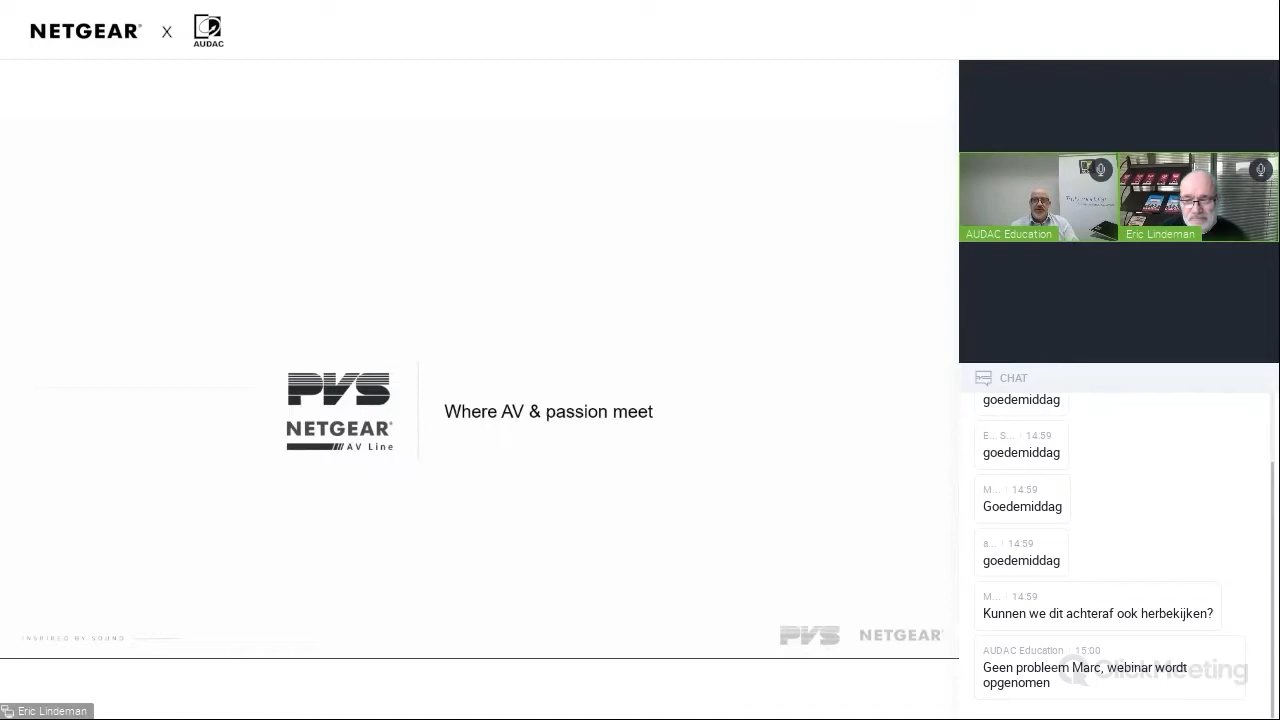 NETGEAR X AUDAC
PVS
NETGEAR
AV Line
Where AV & passion meet
INSPIRED BY SOUND
PVS NETGEAR
Eric Lindeman
AUDAC Education
Eric Lindeman
CHAT
goedemiddag
E... S... 14:59
goedemiddag
M... 14:59
Goedemiddag
a... 14:59
goedemiddag
M... 14:59
Kunnen we dit achteraf ook herbekijken?
AUDAC Education 15:00
Geen probleem Marc, webinar wordt
opgenomen
ClickMeeting